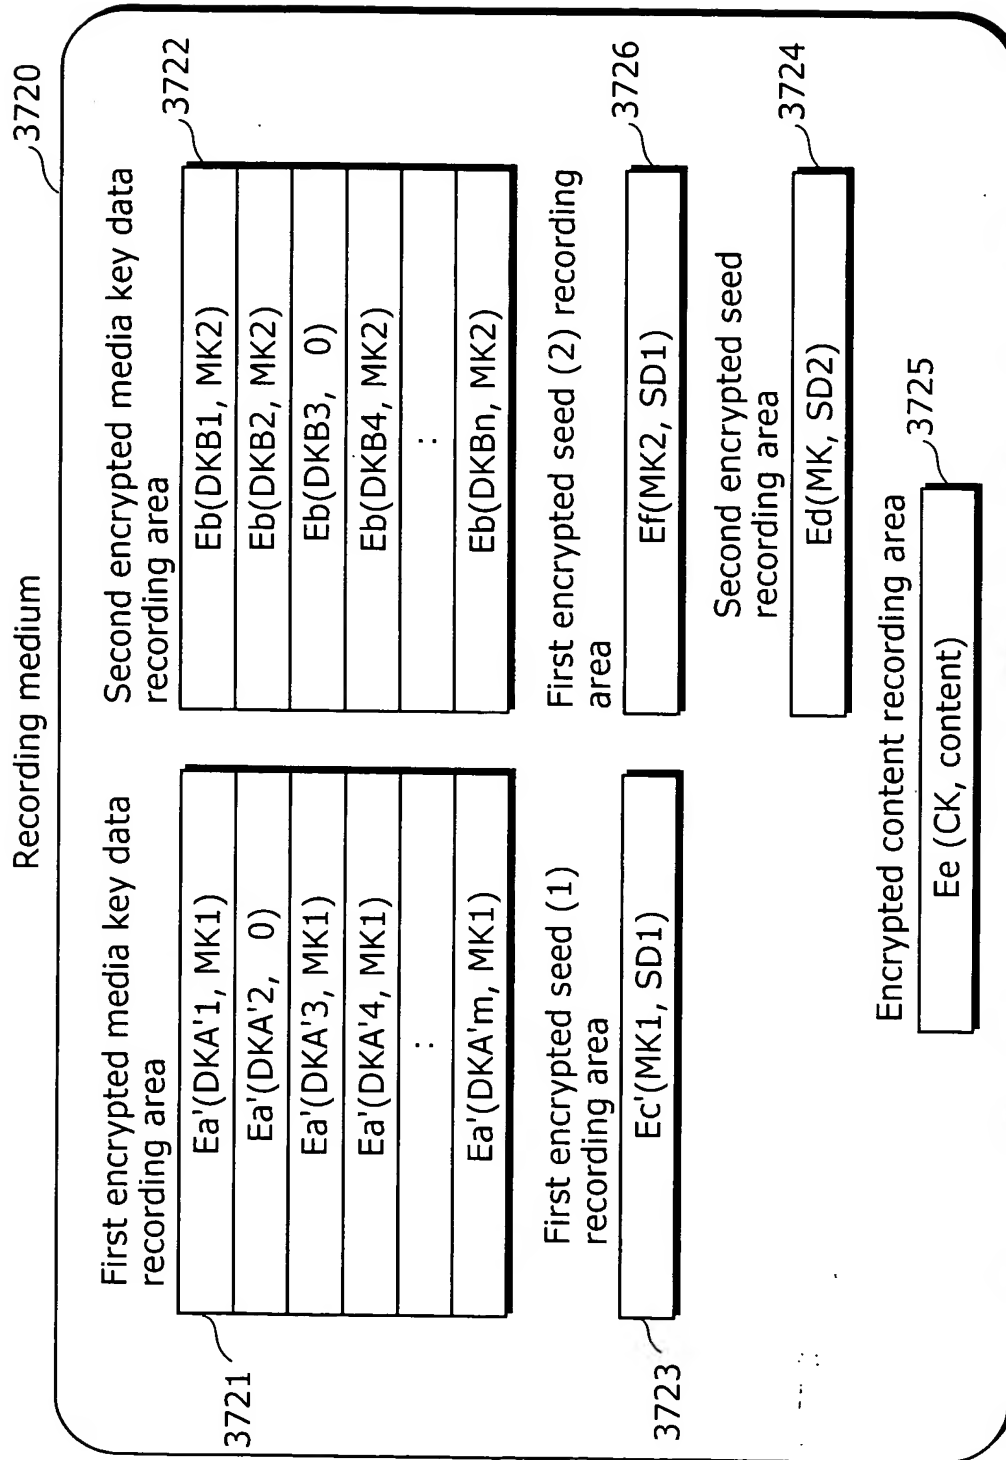 Recording medium
3720
First encrypted media key data
recording area
3721
Ea'(DKA'1, MK1)
Ea'(DKA'2, 0)
Ea'(DKA'3, MK1)
Ea'(DKA'4, MK1)
:
Ea'(DKA'm, MK1)
Second encrypted media key data
recording area
3722
Eb(DKB1, MK2)
Eb(DKB2, MK2)
Eb(DKB3, 0)
Eb(DKB4, MK2)
:
Eb(DKBn, MK2)
First encrypted seed (1)
recording area
3723
Ec'(MK1, SD1)
First encrypted seed (2) recording
area
3726
Ef(MK2, SD1)
Second encrypted seed
recording area
3724
Ed(MK, SD2)
Encrypted content recording area
3725
Ee (CK, content)